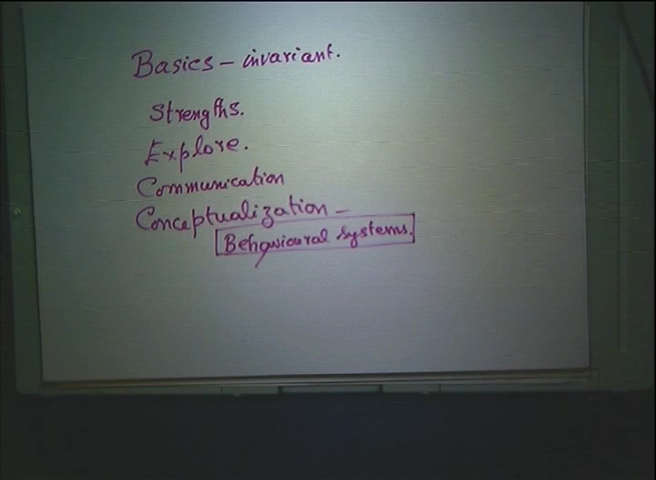 Basics - invariant.
Strengths.
Explore.
Communication
Conceptualization -
Behavioural systems.